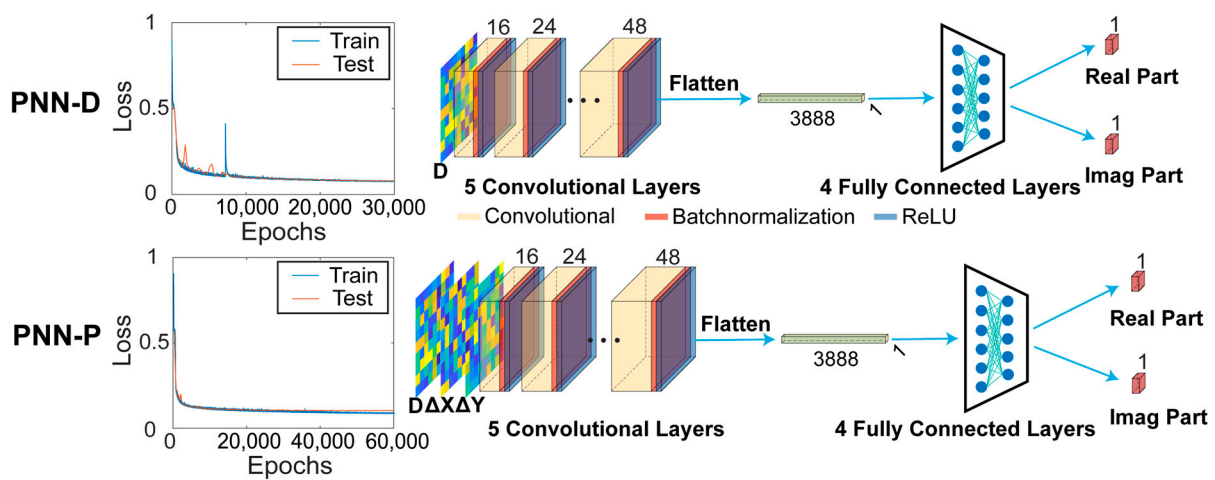 PNN-D
Loss
1
0.5
0
0
10,000
20,000
30,000
Epochs
Train
Test
16
24
48
D
5 Convolutional Layers
Flatten
3888
1
4 Fully Connected Layers
1
Real Part
1
Imag Part
Convolutional
Batchnormalization
ReLU
PNN-P
Loss
1
0.5
0
0
20,000
40,000
60,000
Epochs
Train
Test
16
24
48
DΔXΔY
5 Convolutional Layers
Flatten
3888
1
4 Fully Connected Layers
1
Real Part
1
Imag Part